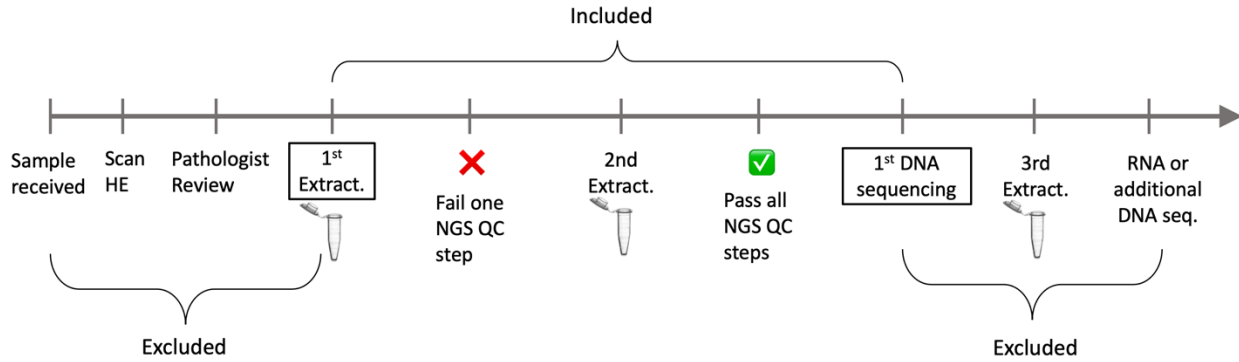 Included
Sample
received
Scan
HE
Pathologist
Review
1st
Extract.
Fail one
NGS QC
step
2nd
Extract.
Pass all
NGS QC
steps
1st DNA
sequencing
3rd
Extract.
RNA or
additional
DNA seq.
Excluded
Excluded